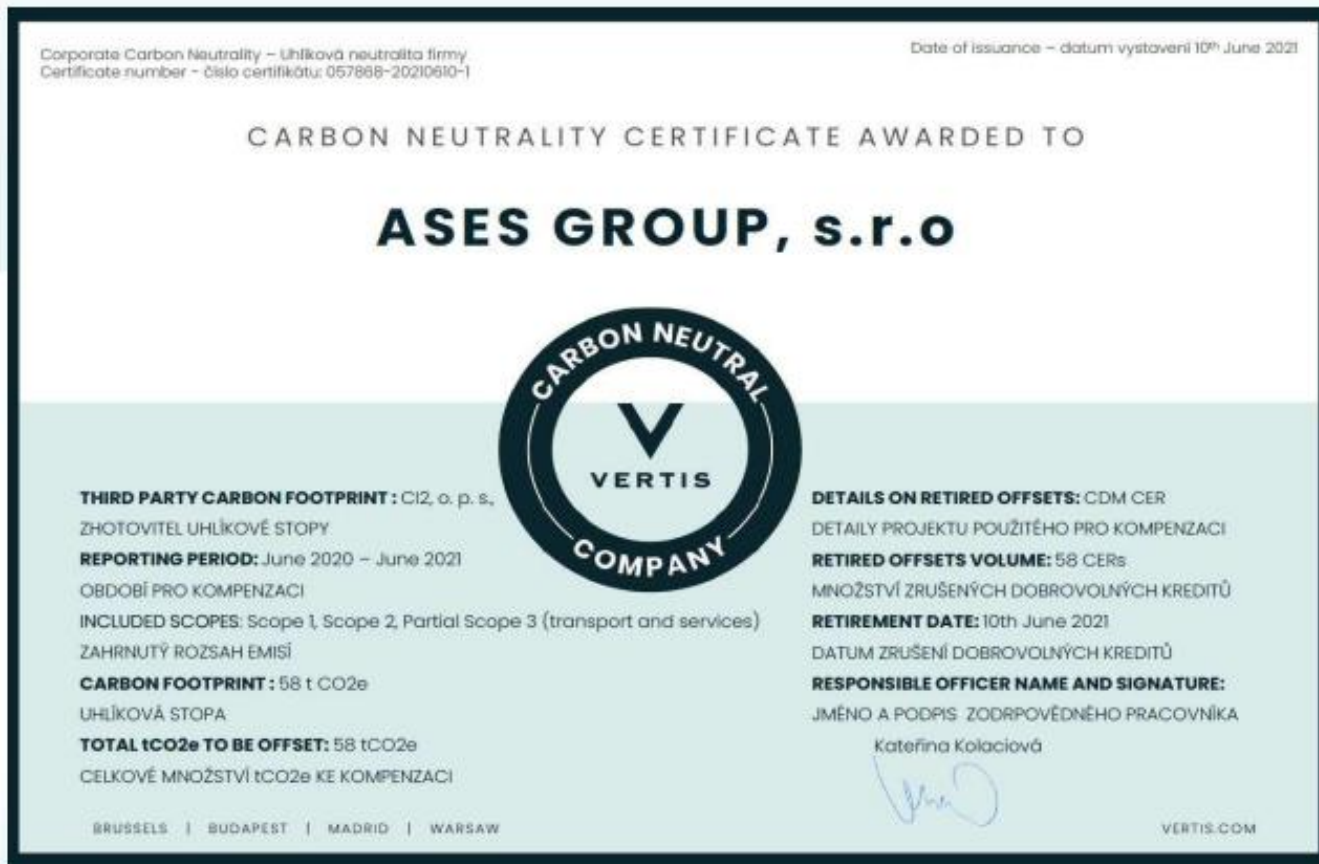 Corporate Carbon Neutrality – Uhlíková neutralita firmy
Certificate number - číslo certifikátu: 057868-20210610-1
Date of issuance – datum vystavení 10th June 2021
CARBON NEUTRALITY CERTIFICATE AWARDED TO
ASES GROUP, s.r.o
CARBON NEUTRAL
VERTIS
COMPANY
THIRD PARTY CARBON FOOTPRINT : CI2, o. p. s.,
ZHOTOVITEL UHLÍKOVÉ STOPY
REPORTING PERIOD: June 2020 – June 2021
OBDOBÍ PRO KOMPENZACI
INCLUDED SCOPES: Scope 1, Scope 2, Partial Scope 3 (transport and services)
ZAHRNUTÝ ROZSAH EMISÍ
CARBON FOOTPRINT : 58 t CO2e
UHLÍKOVÁ STOPA
TOTAL tCO2e TO BE OFFSET: 58 tCO2e
CELKOVÉ MNOŽSTVÍ tCO2e KE KOMPENZACI
DETAILS ON RETIRED OFFSETS: CDM CER
DETAILY PROJEKTU POUŽITÉHO PRO KOMPENZACI
RETIRED OFFSETS VOLUME: 58 CERs
MNOŽSTVÍ ZRUŠENÝCH DOBROVOLNÝCH KREDITŮ
RETIREMENT DATE: 10th June 2021
DATUM ZRUŠENÍ DOBROVOLNÝCH KREDITŮ
RESPONSIBLE OFFICER NAME AND SIGNATURE:
JMÉNO A PODPIS ZODRPOVĚDNÉHO PRACOVNÍKA
Kateřina Kolaciová
BRUSSELS | BUDAPEST | MADRID | WARSAW
VERTIS.COM